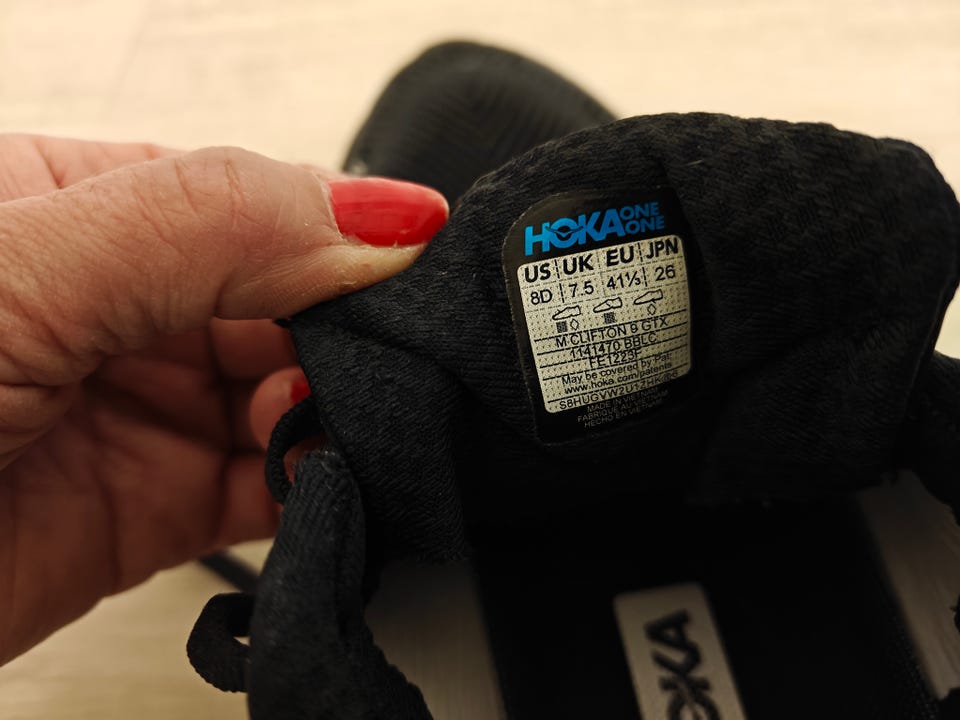 HOKA ONE ONE
US UK EU JPN
8D 7.5 41⅓ 26
M CLIFTON 9 GTX
1141470 BBLC
FE1223F
May be covered by Pat:
www.hoka.com/patents
MADE IN VIETNAM
FABRIQUE AU VIETNAM
HECHO EN VIETNAM
HOKA